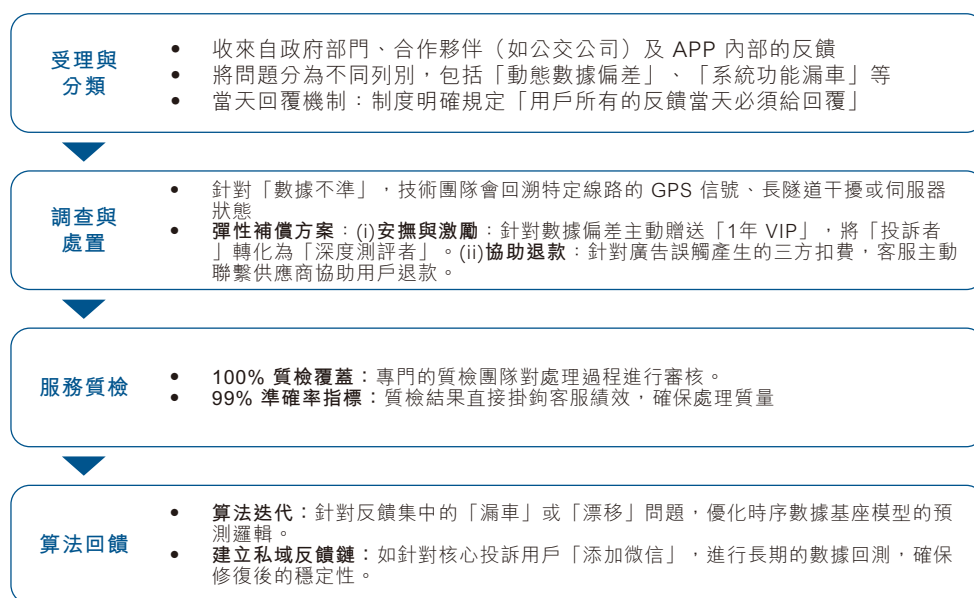 受理與
分類
• 收來自政府部門、合作夥伴（如公交公司）及 APP 內部的反饋
• 將問題分為不同列別，包括「動態數據偏差」、「系統功能漏車」等
• 當天回覆機制：制度明確規定「用戶所有的反饋當天必須給回覆」
調查與
處置
• 針對「數據不準」，技術團隊會回溯特定線路的 GPS 信號、長隧道干擾或伺服器
狀態
• 彈性補償方案：(i)安撫與激勵：針對數據偏差主動贈送「1年 VIP」，將「投訴者
」轉化為「深度測評者」。(ii)協助退款：針對廣告誤觸產生的三方扣費，客服主動
聯繫供應商協助用戶退款。
服務質檢
• 100% 質檢覆蓋：專門的質檢團隊對處理過程進行審核。
• 99% 準確率指標：質檢結果直接掛鉤客服績效，確保處理質量
算法回饋
• 算法迭代：針對反饋集中的「漏車」或「漂移」問題，優化時序數據基座模型的預
測邏輯。
• 建立私域反饋鏈：如針對核心投訴用戶「添加微信」，進行長期的數據回測，確保
修復後的穩定性。